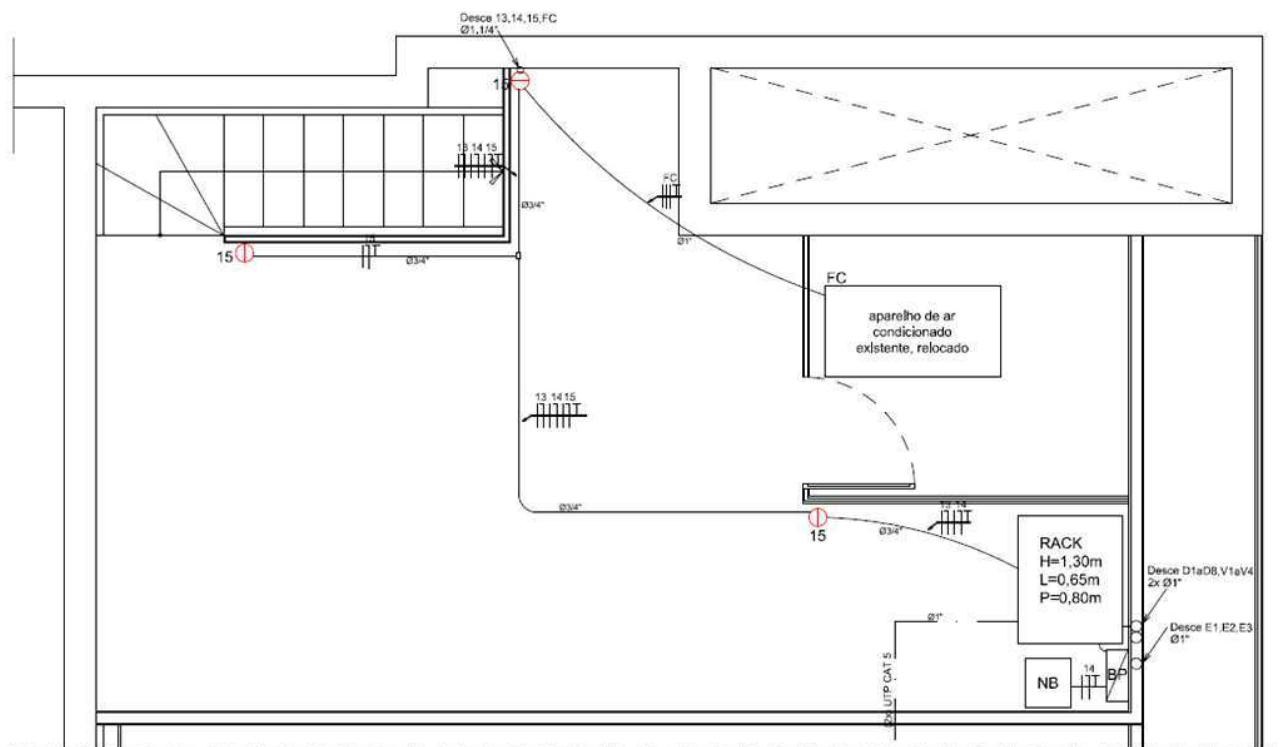 Desce 13,14,15,FC
Ø1,1/4"
15
13 14 15
Ø3/4"
FC
Ø1"
15
Ø3/4"
FC
aparelho de ar
condicionado
existente, relocado
13 14 15
Ø3/4"
15
13 14
Ø3/4"
RACK
H=1,30m
L=0,65m
P=0,80m
Desce D1aD8,V1aV4
2x Ø1"
Desce E1,E2,E3
Ø1"
Ø1"
UTP CAT 5
NB
14
BP